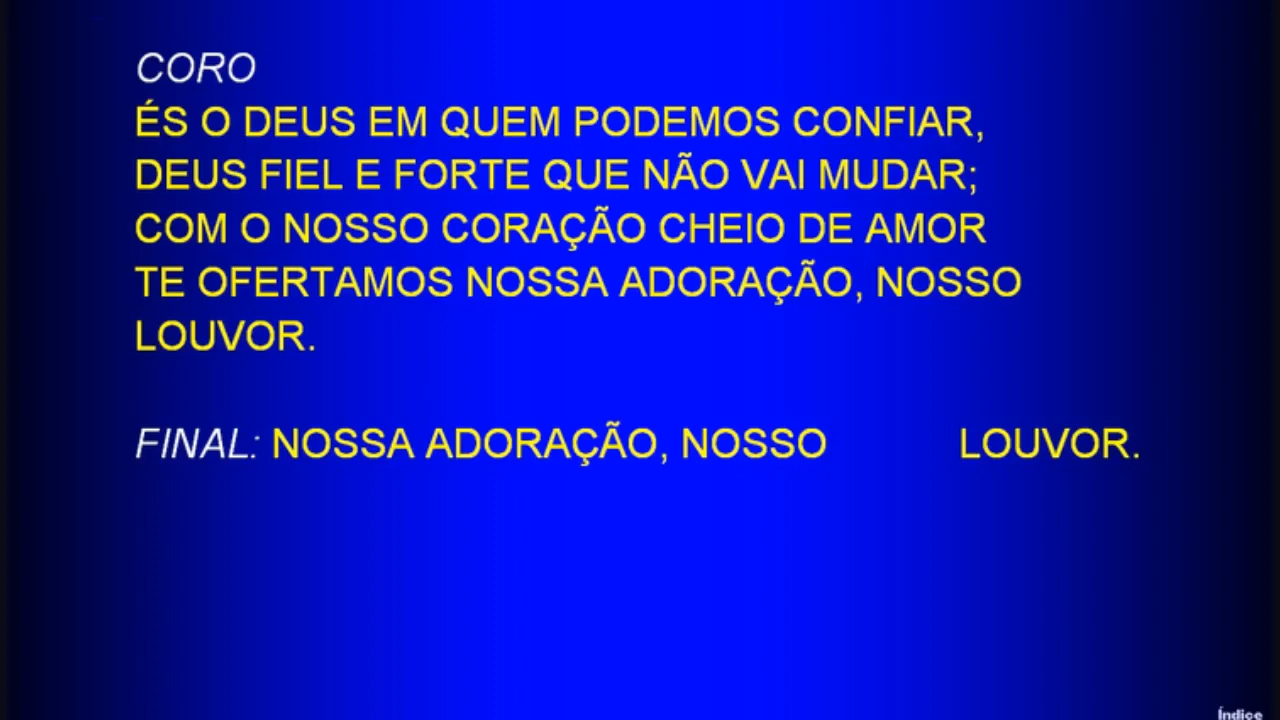 CORO
ÉS O DEUS EM QUEM PODEMOS CONFIAR,
DEUS FIEL E FORTE QUE NÃO VAI MUDAR;
COM O NOSSO CORAÇÃO CHEIO DE AMOR
TE OFERTAMOS NOSSA ADORAÇÃO, NOSSO
LOUVOR.
FINAL: NOSSA ADORAÇÃO, NOSSO LOUVOR.
Índice